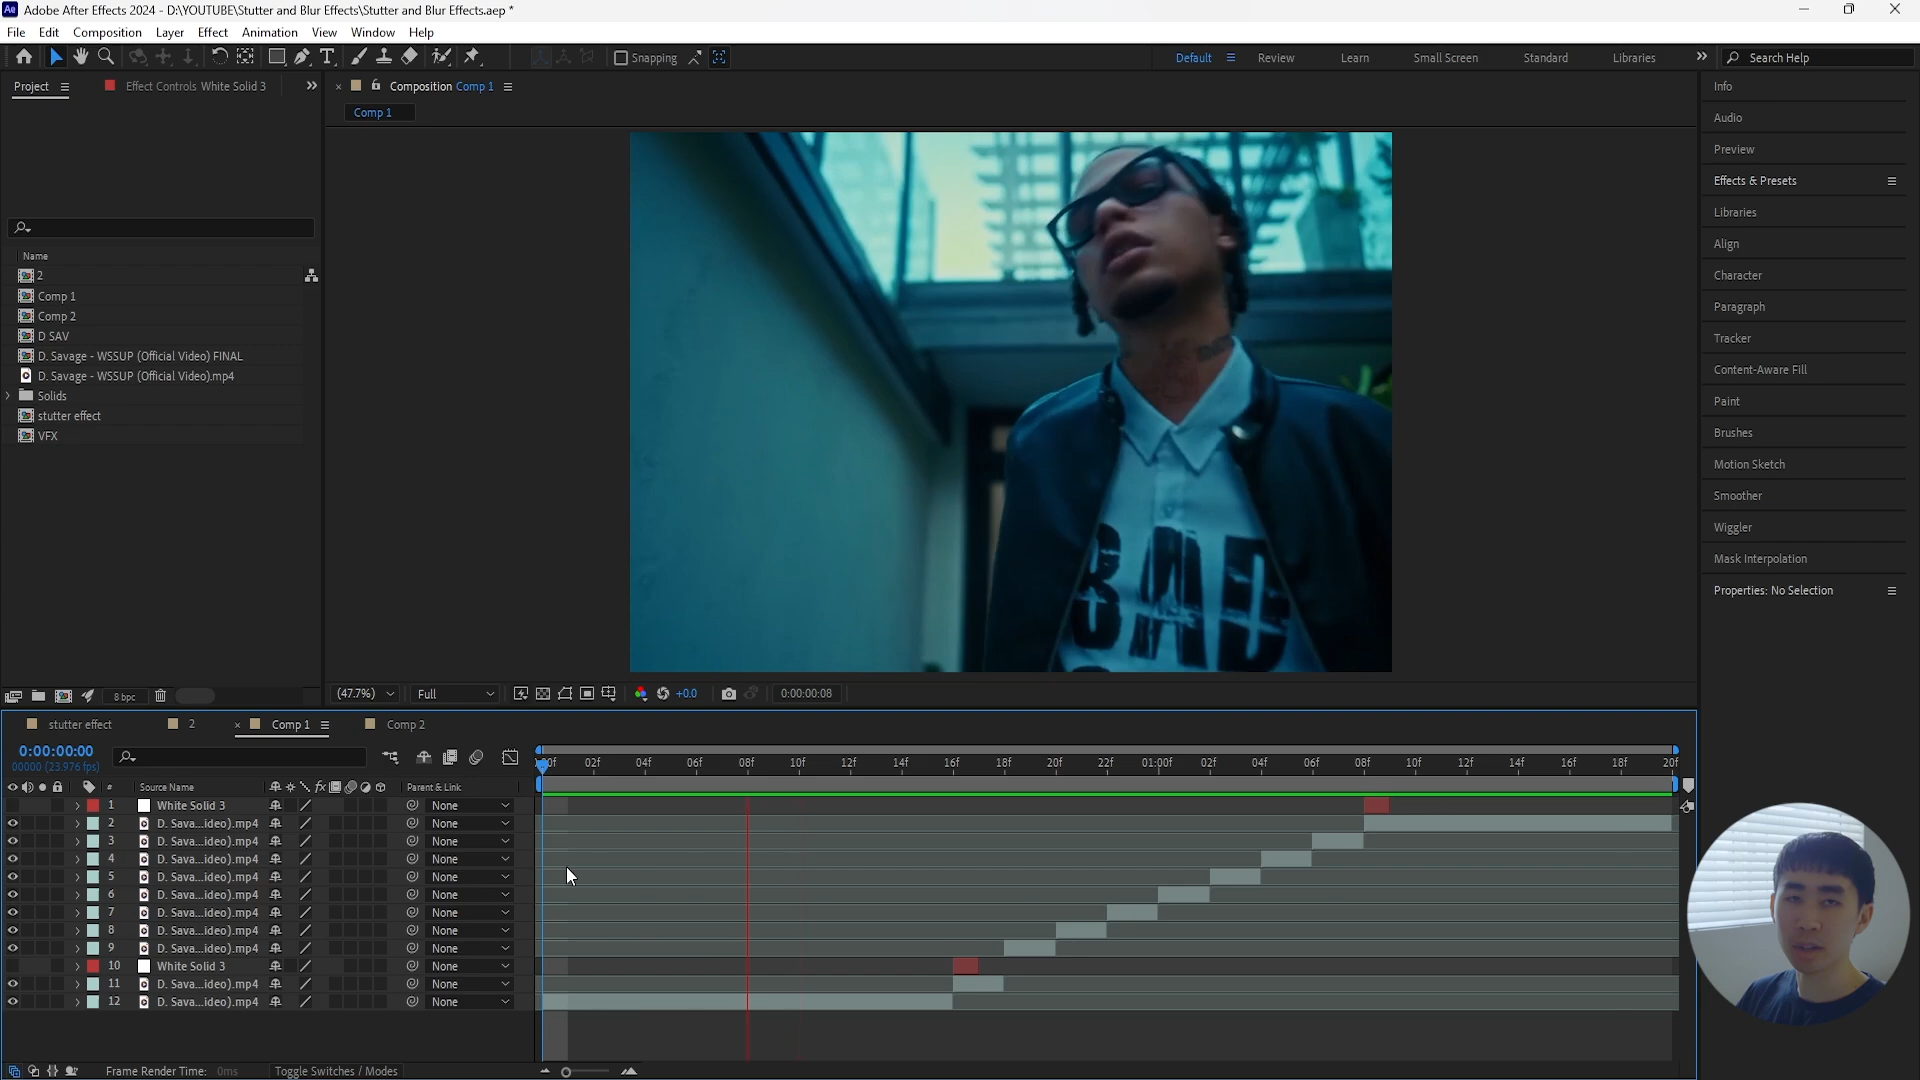 Adobe After Effects 2024 - D:\YOUTUBE\Stutter and Blur Effects\Stutter and Blur Effects.aep *
File Edit Composition Layer Effect Animation View Window Help
Snapping
Default Review Learn Small Screen Standard Libraries Search Help
Project
Effect Controls White Solid 3
Composition Comp 1
Comp 1
Name
2
Comp 1
Comp 2
D SAV
D. Savage - WSSUP (Official Video) FINAL
D. Savage - WSSUP (Official Video).mp4
Solids
stutter effect
VFX
8 bpc
BAD
(47.7%) Full +0.0 0:00:00:08
Info
Audio
Preview
Effects & Presets
Libraries
Align
Character
Paragraph
Tracker
Content-Aware Fill
Paint
Brushes
Motion Sketch
Smoother
Wiggler
Mask Interpolation
Properties: No Selection
stutter effect 2 Comp 1 Comp 2
0:00:00:00
00000 (23.976 fps)
02f 04f 06f 08f 10f 12f 14f 16f 18f 20f 22f 01:00f 02f 04f 06f 08f 10f 12f 14f 16f 18f 20f
# Source Name fx Parent & Link
1 White Solid 3 None
2 D. Sava...ideo).mp4 None
3 D. Sava...ideo).mp4 None
4 D. Sava...ideo).mp4 None
5 D. Sava...ideo).mp4 None
6 D. Sava...ideo).mp4 None
7 D. Sava...ideo).mp4 None
8 D. Sava...ideo).mp4 None
9 D. Sava...ideo).mp4 None
10 White Solid 3 None
11 D. Sava...ideo).mp4 None
12 D. Sava...ideo).mp4 None
Frame Render Time: 0ms Toggle Switches / Modes